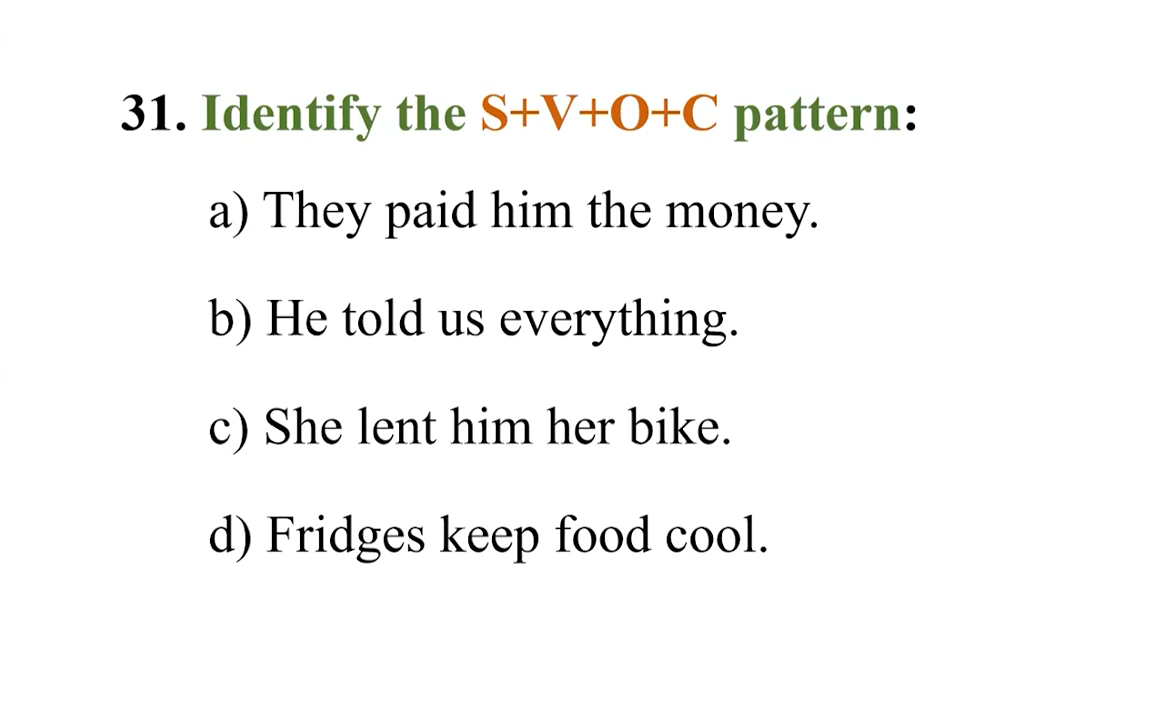 31. Identify the S+V+O+C pattern:
a) They paid him the money.
b) He told us everything.
c) She lent him her bike.
d) Fridges keep food cool.